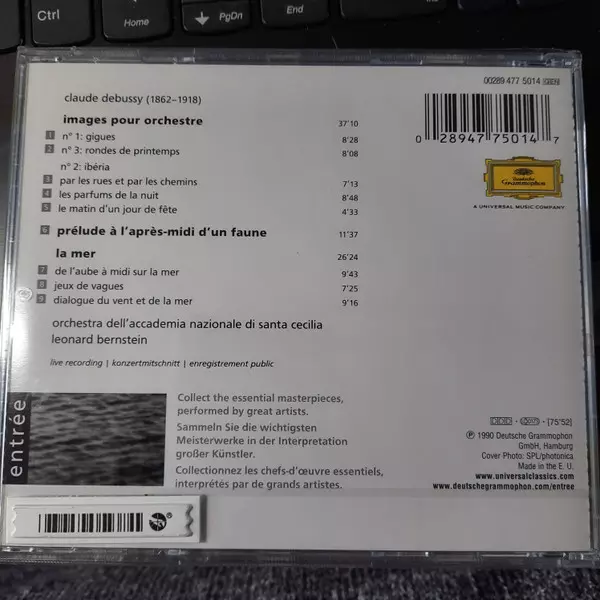 Ctrl
Home
PgDn
End
00289 477 5014
claude debussy (1862–1918)
images pour orchestre 37'10
1 n° 1: gigues 8'28
2 n° 3: rondes de printemps 8'08
n° 2: ibéria
3 par les rues et par les chemins 7'13
4 les parfums de la nuit 8'48
5 le matin d'un jour de fête 4'33
6 prélude à l'après-midi d'un faune 11'37
la mer 26'24
7 de l'aube à midi sur la mer 9'43
8 jeux de vagues 7'25
9 dialogue du vent et de la mer 9'16
orchestra dell'accademia nazionale di santa cecilia
leonard bernstein
live recording | konzertmitschnitt | enregistrement public
0 28947 75014 7
Deutsche
Grammophon
A UNIVERSAL MUSIC COMPANY
entrée
Collect the essential masterpieces,
performed by great artists.
Sammeln Sie die wichtigsten
Meisterwerke in der Interpretation
großer Künstler.
Collectionnez les chefs-d'œuvre essentiels,
interprétés par de grands artistes.
DDD · [75'52]
℗ 1990 Deutsche Grammophon
GmbH, Hamburg
Cover Photo: SPL/photonica
Made in the E. U.
www.universalclassics.com
www.deutschegrammophon.com/entree